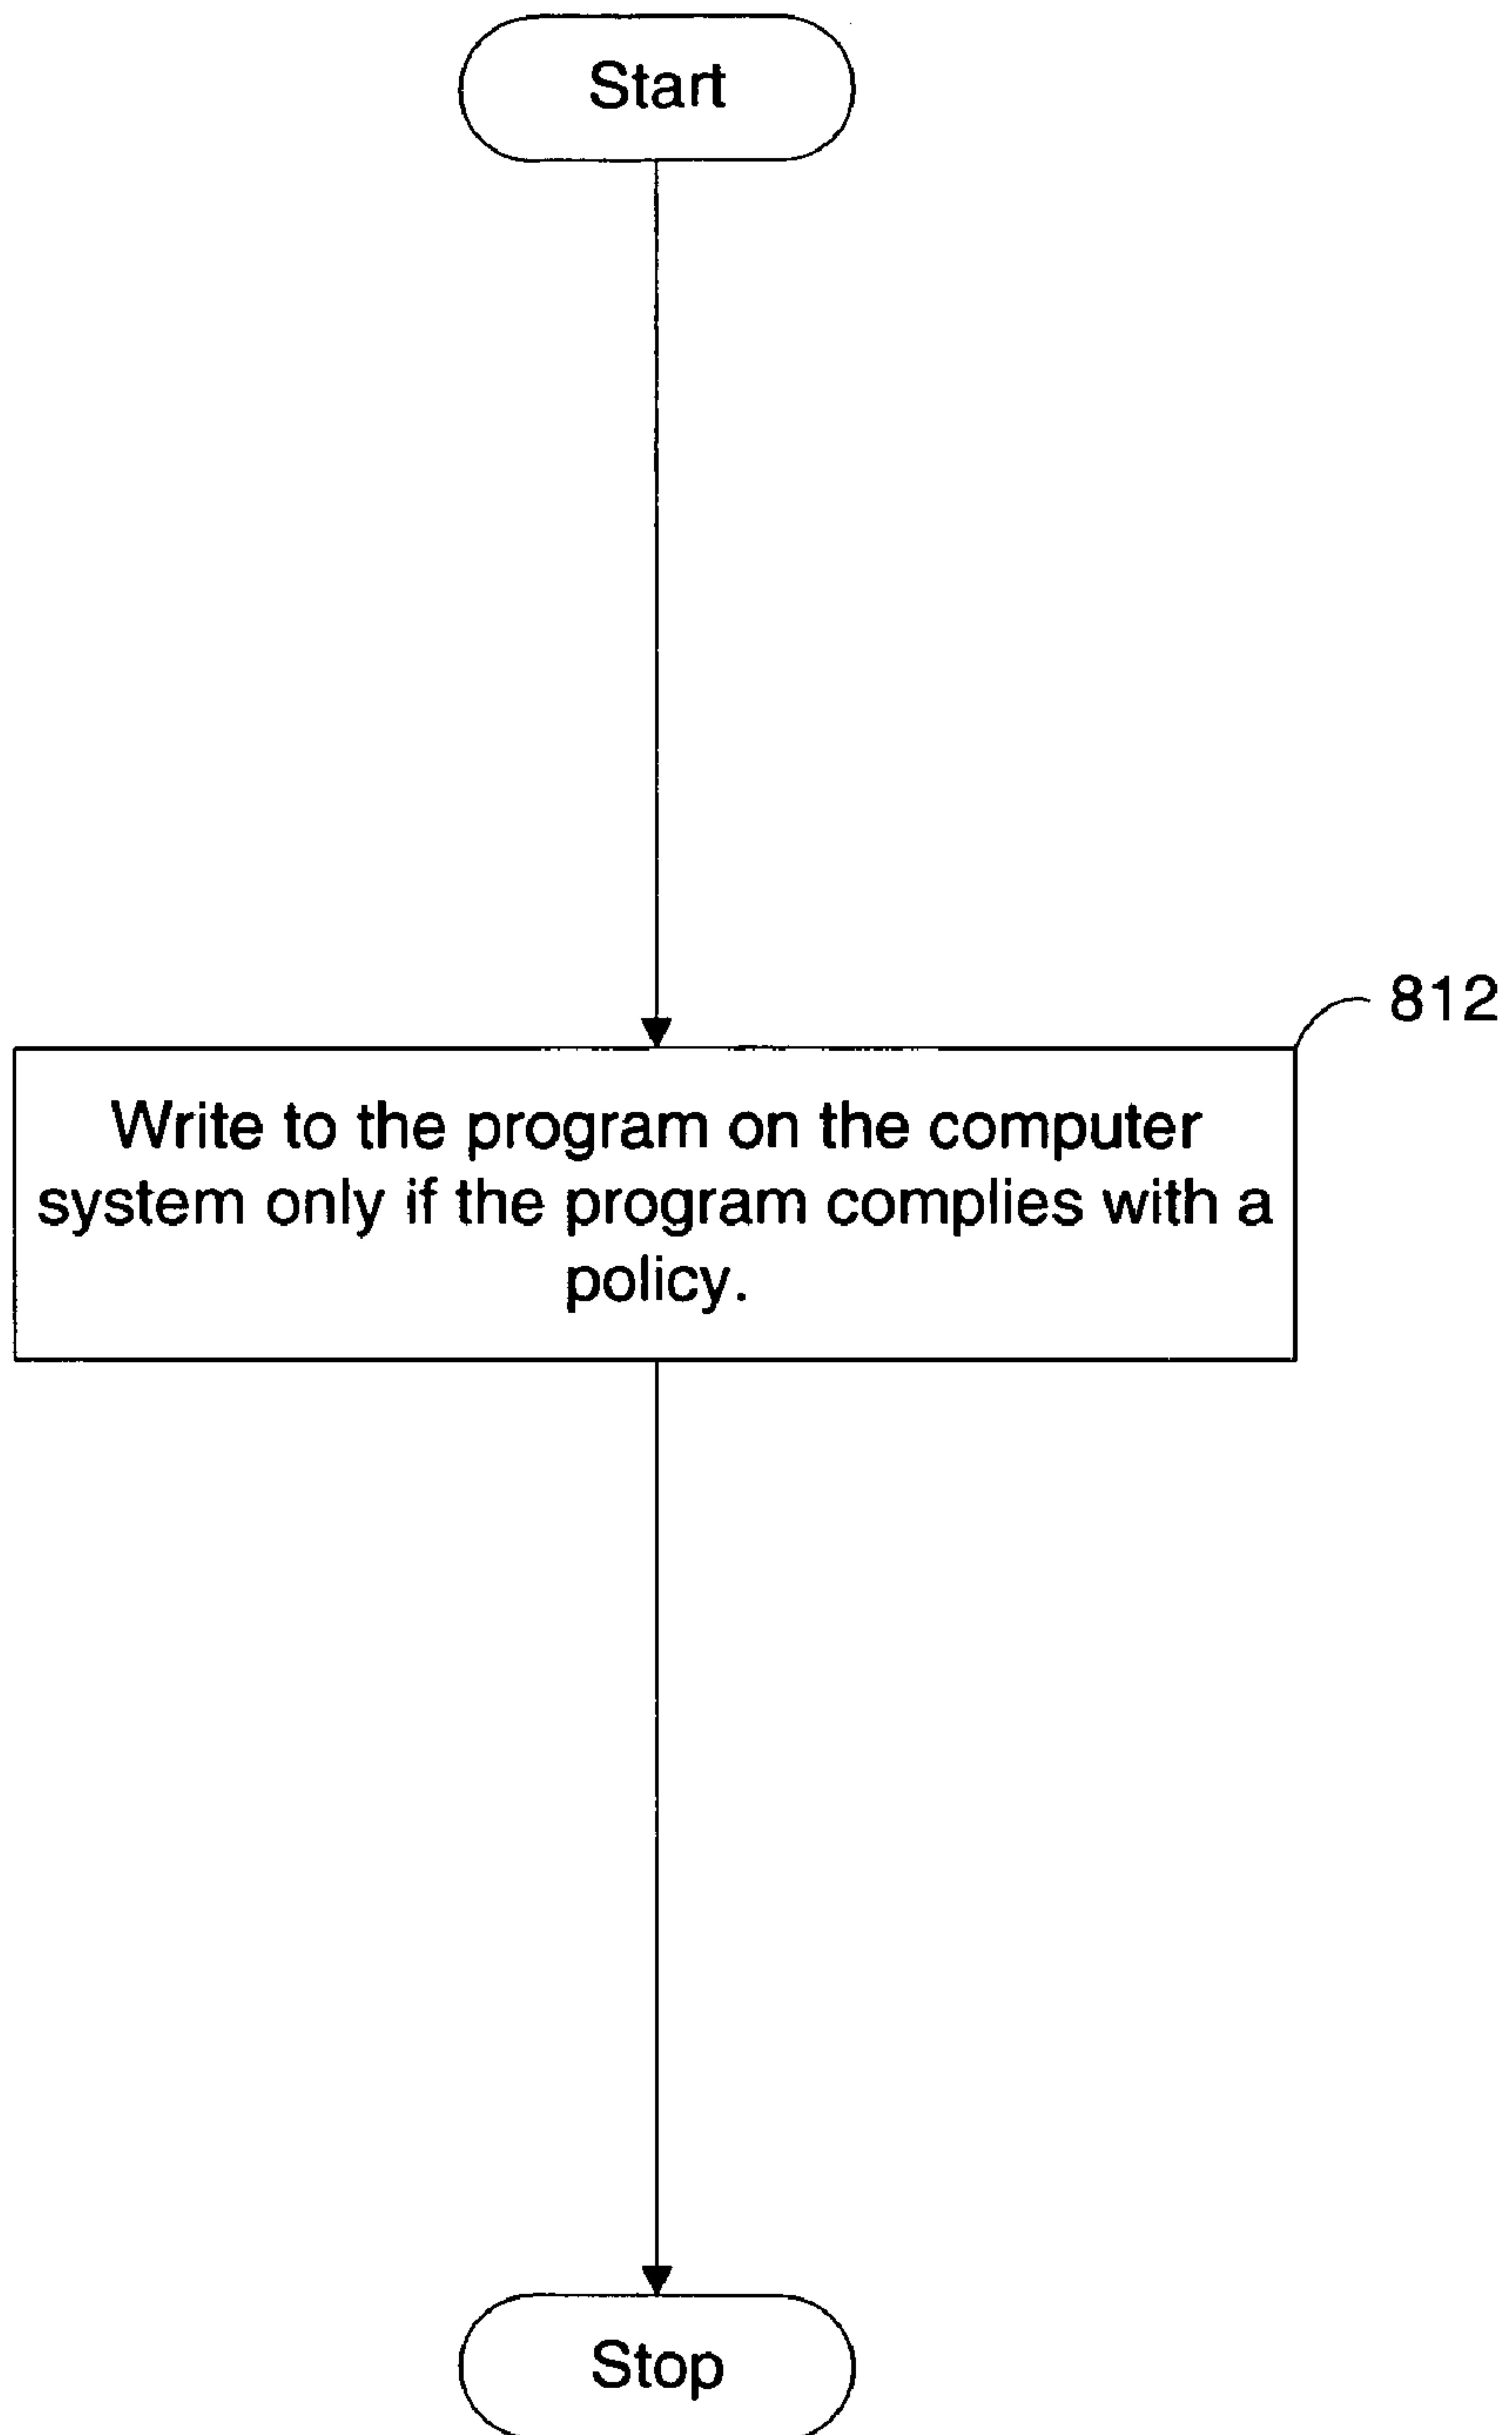 Start
812
Write to the program on the computer
system only if the program complies with a
policy.
Stop